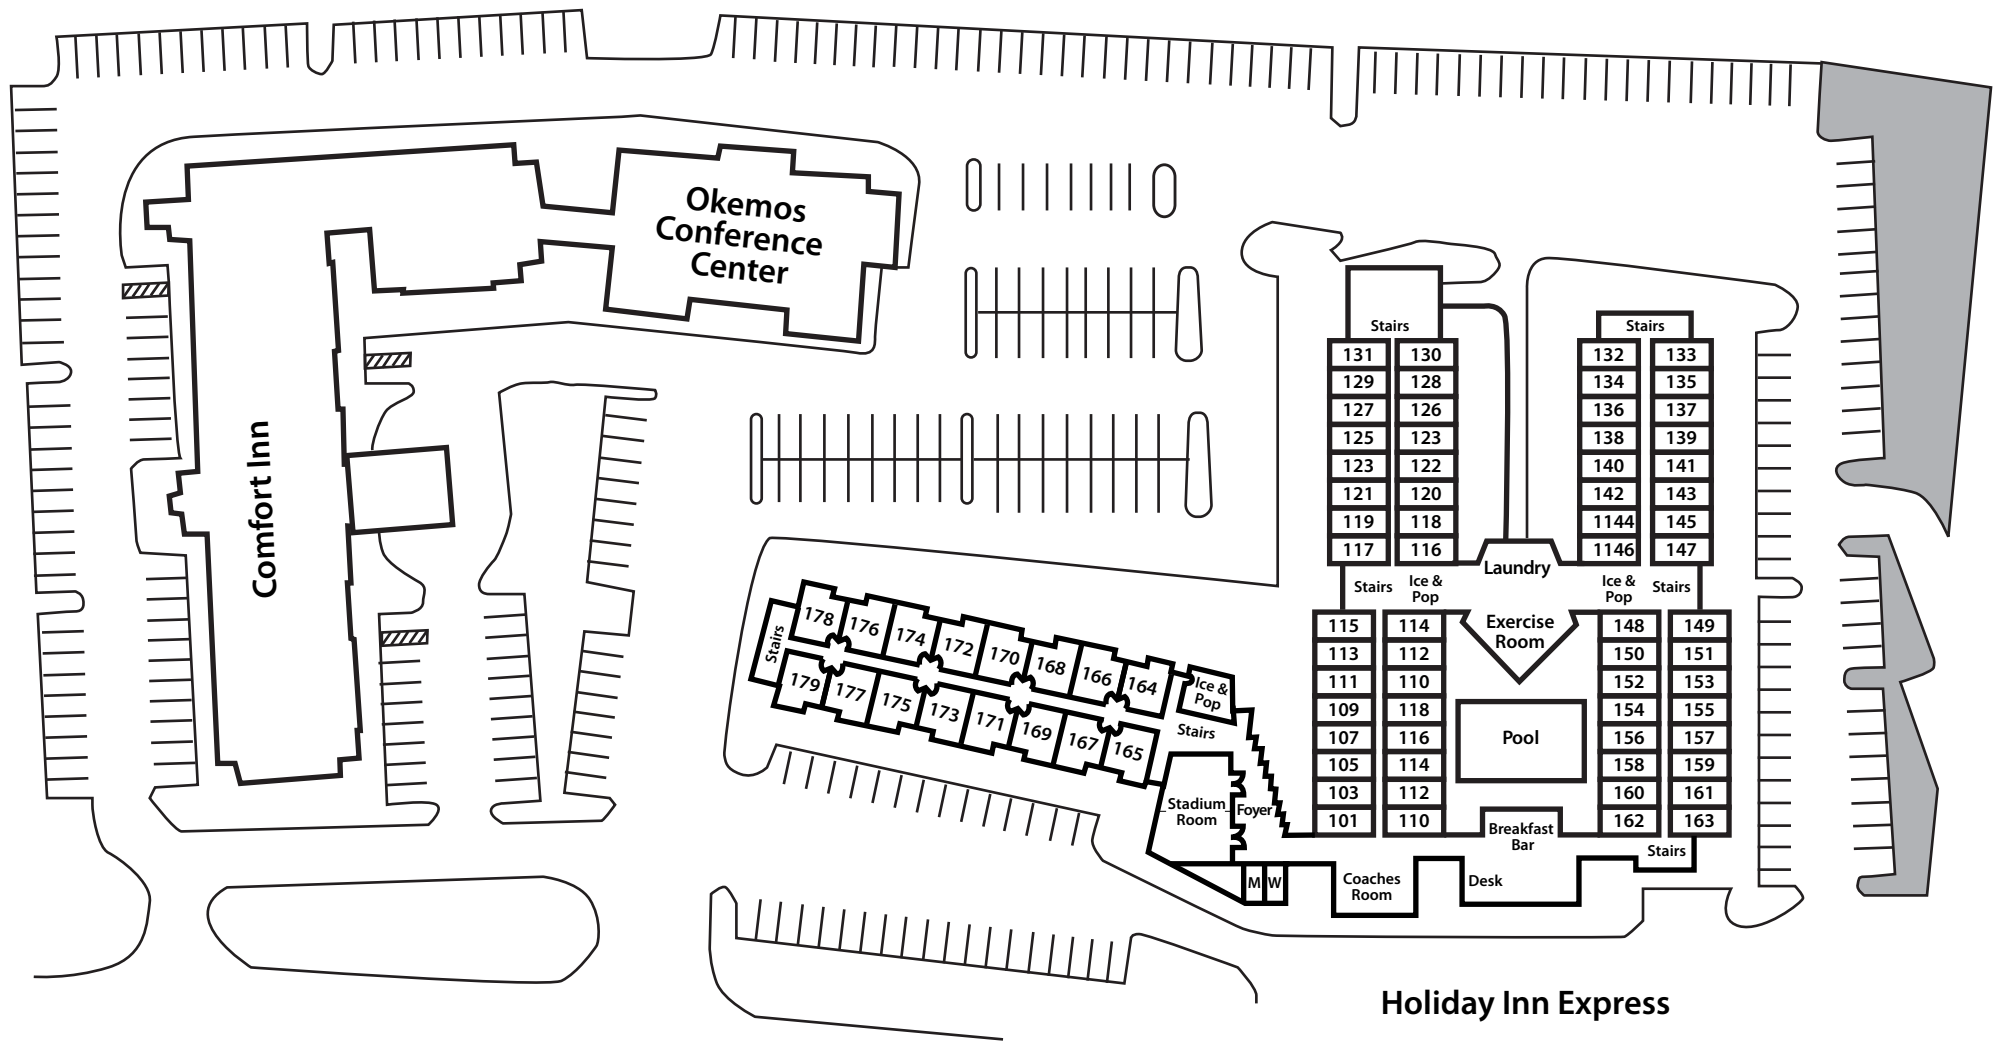 Okemos
Conference
Center
Comfort Inn
Stairs
Stairs
131 130 132 133
129 128 134 135
127 126 136 137
125 123 138 139
123 122 140 141
121 120 142 143
119 118 1144 145
117 116 1146 147
Laundry
Stairs
Ice &
Pop
Ice &
Pop
Stairs
Exercise
Room
115 114 148 149
113 112 150 151
111 110 152 153
109 118 154 155
107 116 156 157
105 114 158 159
103 112 160 161
101 110 162 163
Pool
Breakfast
Bar
Stairs
Stairs
178 176 174 172 170 168 166 164
179 177 175 173 171 169 167 165
Ice &
Pop
Stairs
Stadium
Room
Foyer
M W
Coaches
Room
Desk
Holiday Inn Express